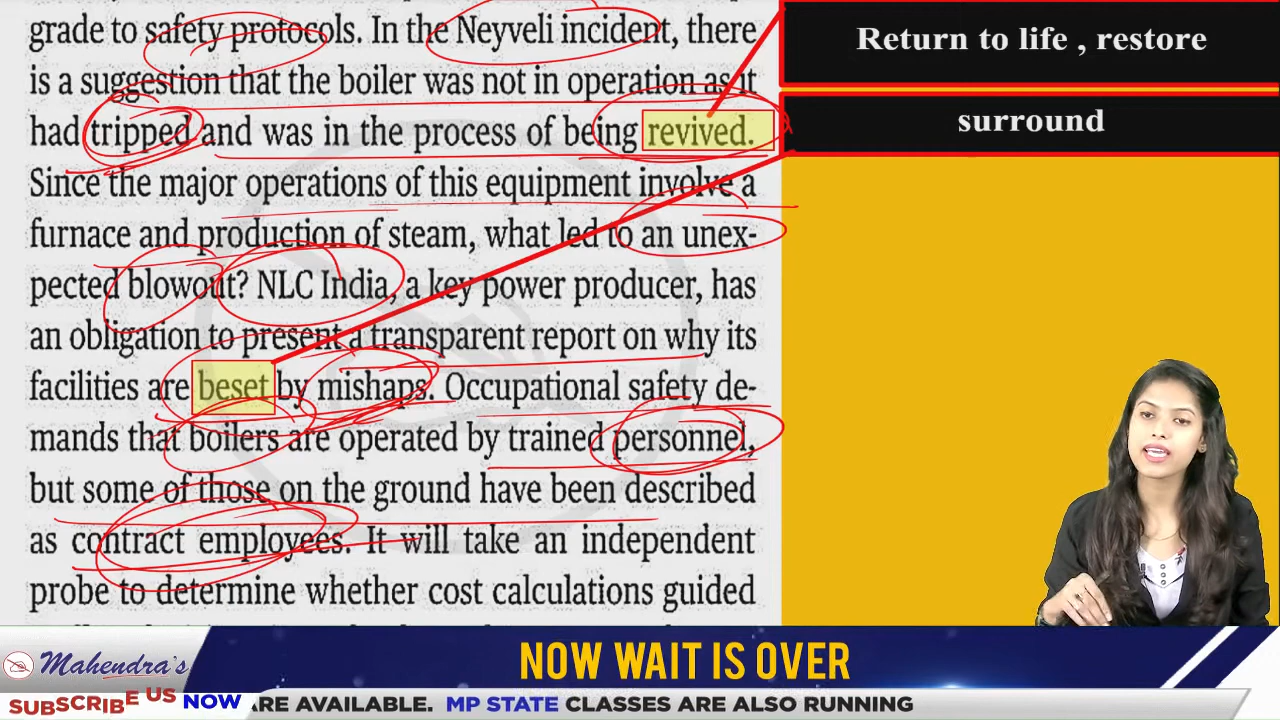 grade to safety protocols. In the Neyveli incident, there
is a suggestion that the boiler was not in operation as it
had tripped and was in the process of being revived.
Since the major operations of this equipment involve a
furnace and production of steam, what led to an unex-
pected blowout? NLC India, a key power producer, has
an obligation to present a transparent report on why its
facilities are beset by mishaps. Occupational safety de-
mands that boilers are operated by trained personnel,
but some of those on the ground have been described
as contract employees. It will take an independent
probe to determine whether cost calculations guided
Return to life , restore
surround
NOW WAIT IS OVER
Mahendra's
SUBSCRIBE US NOW
ARE AVAILABLE. MP STATE CLASSES ARE ALSO RUNNING